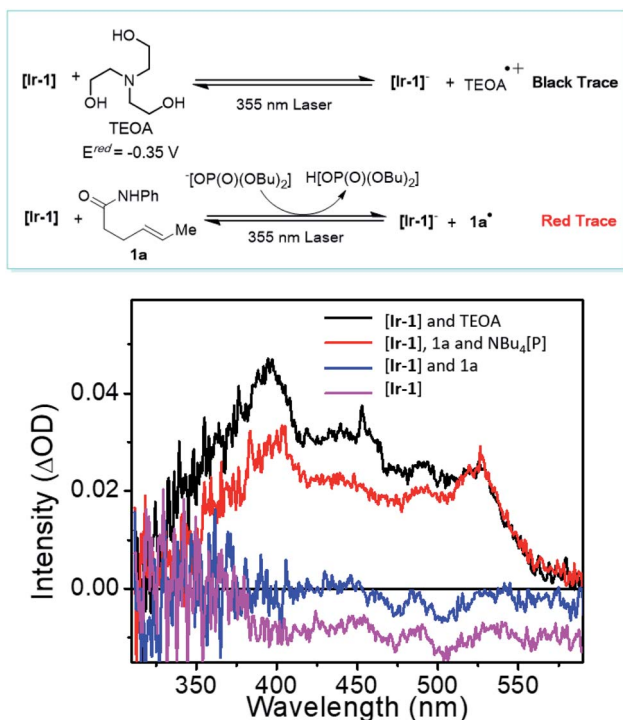 HO
[Ir-1] + N [Ir-1]⁻ + TEOA•+ Black Trace
OH OH
355 nm Laser
TEOA
E^red = -0.35 V
⁻[OP(O)(OBu)₂] H[OP(O)(OBu)₂]
O NHPh
[Ir-1] + Me [Ir-1]⁻ + 1a• Red Trace
355 nm Laser
1a
[Ir-1] and TEOA
[Ir-1], 1a and NBu₄[P]
[Ir-1] and 1a
[Ir-1]
Intensity (ΔOD)
0.04
0.02
0.00
350 400 450 500 550
Wavelength (nm)